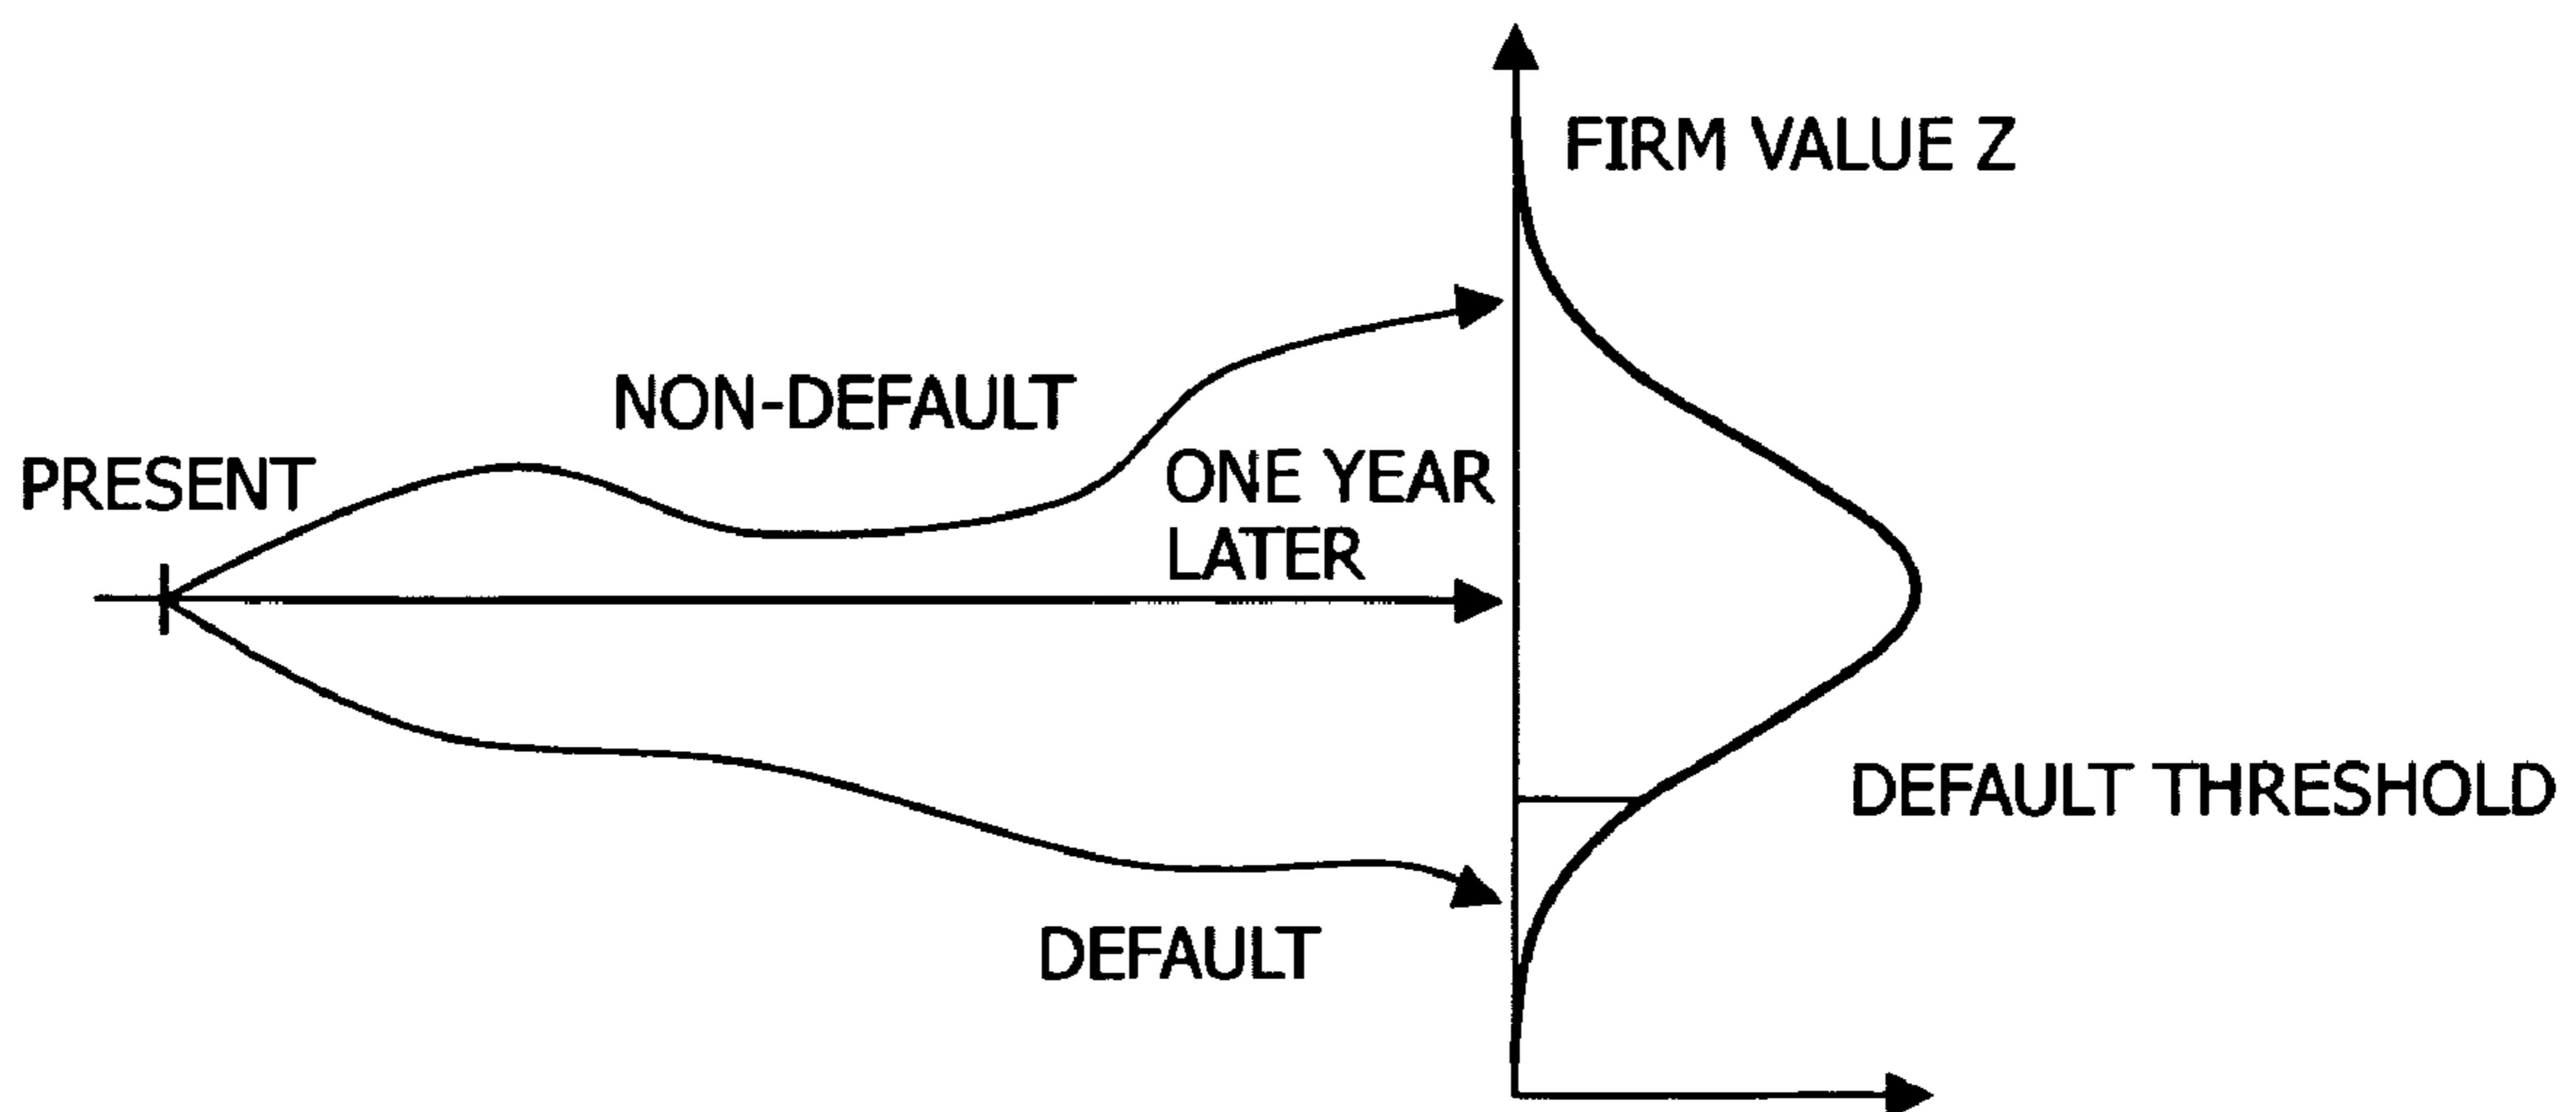 FIRM VALUE Z
NON-DEFAULT
PRESENT
ONE YEAR
LATER
DEFAULT THRESHOLD
DEFAULT